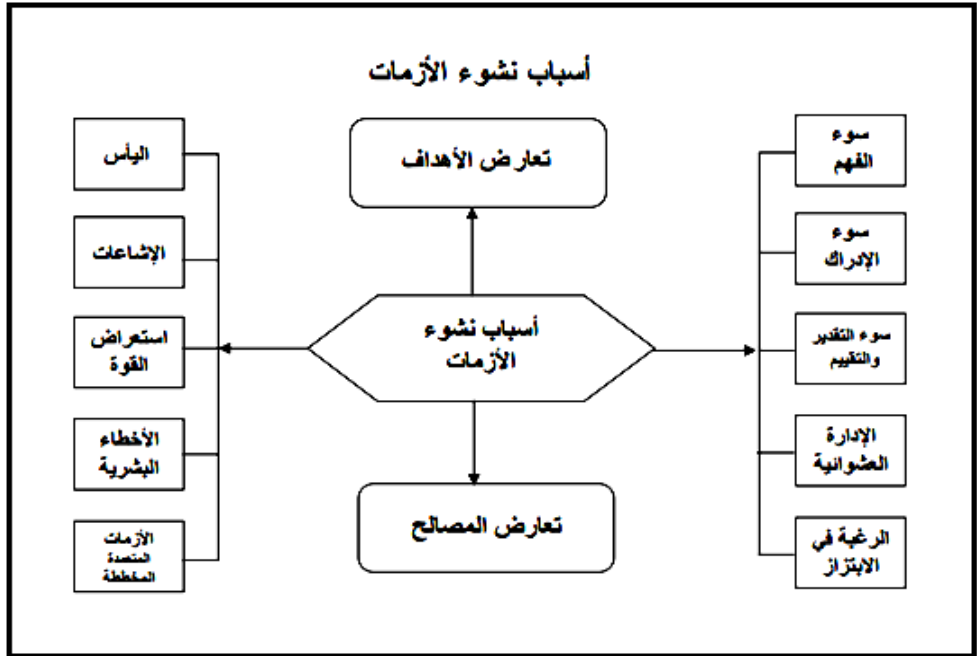 أسباب نشوء الأزمات
سوء
الفهم
سوء
الإدراك
سوء التقدير
والتقييم
الإدارة
العشوائية
الرغبة في
الابتزاز
تعارض الأهداف
أسباب نشوء
الأزمات
تعارض المصالح
اليأس
الإشاعات
استعراض
القوة
الأخطاء
البشرية
الأزمات
المتصدة
المخططة